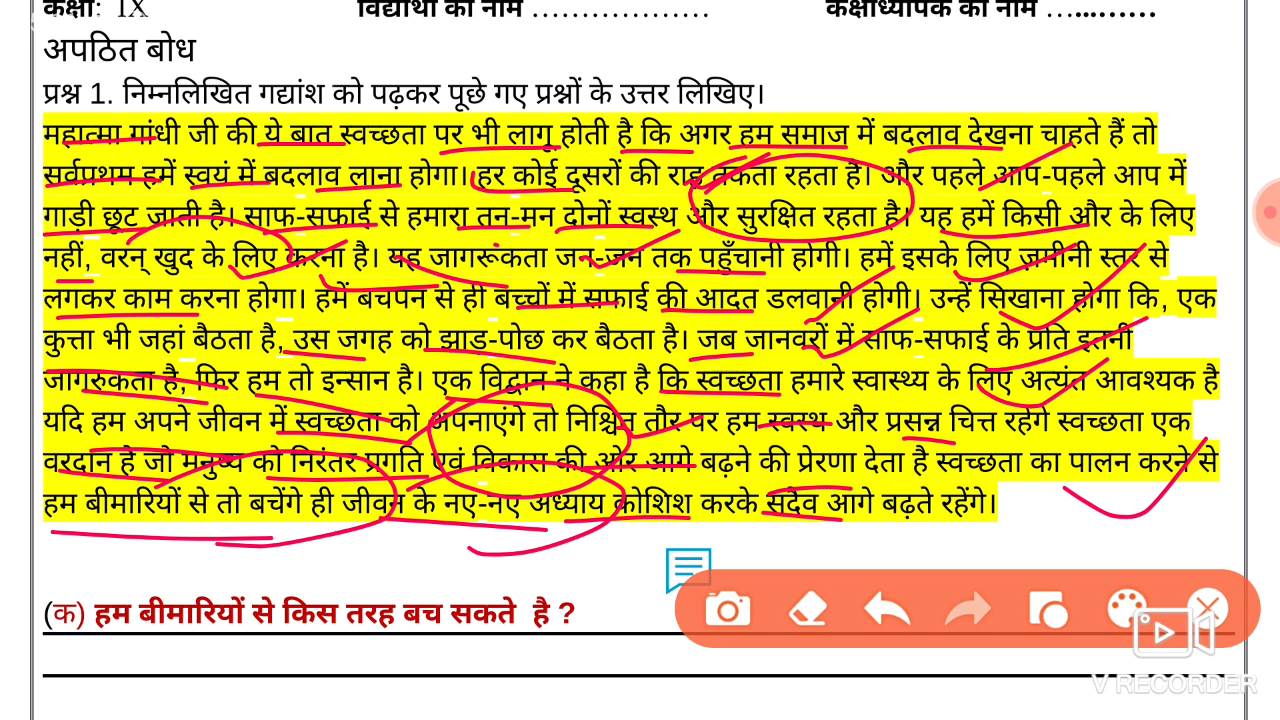 कक्षा: IX विद्यार्थी का नाम .................. कक्षाध्यापक का नाम ..........
अपठित बोध
प्रश्न 1. निम्नलिखित गद्यांश को पढ़कर पूछे गए प्रश्नों के उत्तर लिखिए।
महात्मा गांधी जी की ये बात स्वच्छता पर भी लागू होती है कि अगर हम समाज में बदलाव देखना चाहते हैं तो
सर्वप्रथम हमें स्वयं में बदलाव लाना होगा। हर कोई दूसरों की राह तकता रहता है। और पहले आप-पहले आप में
गाड़ी छूट जाती है। साफ-सफाई से हमारा तन-मन दोनों स्वस्थ और सुरक्षित रहता है। यह हमें किसी और के लिए
नहीं, वरन् खुद के लिए करना है। यह जागरूकता जन-जन तक पहुँचानी होगी। हमें इसके लिए ज़मीनी स्तर से
लगकर काम करना होगा। हमें बचपन से ही बच्चों में सफाई की आदत डलवानी होगी। उन्हें सिखाना होगा कि, एक
कुत्ता भी जहां बैठता है, उस जगह को झाड़-पोछ कर बैठता है। जब जानवरों में साफ-सफाई के प्रति इतनी
जागरुकता है, फिर हम तो इन्सान है। एक विद्वान ने कहा है कि स्वच्छता हमारे स्वास्थ्य के लिए अत्यंत आवश्यक है
यदि हम अपने जीवन में स्वच्छता को अपनाएंगे तो निश्चित तौर पर हम स्वस्थ और प्रसन्न चित्त रहेंगे स्वच्छता एक
वरदान है जो मनुष्य को निरंतर प्रगति एवं विकास की ओर आगे बढ़ने की प्रेरणा देता है स्वच्छता का पालन करने से
हम बीमारियों से तो बचेंगे ही जीवन के नए-नए अध्याय कोशिश करके सदैव आगे बढ़ते रहेंगे।
(क) हम बीमारियों से किस तरह बच सकते है ?
V RECORDER